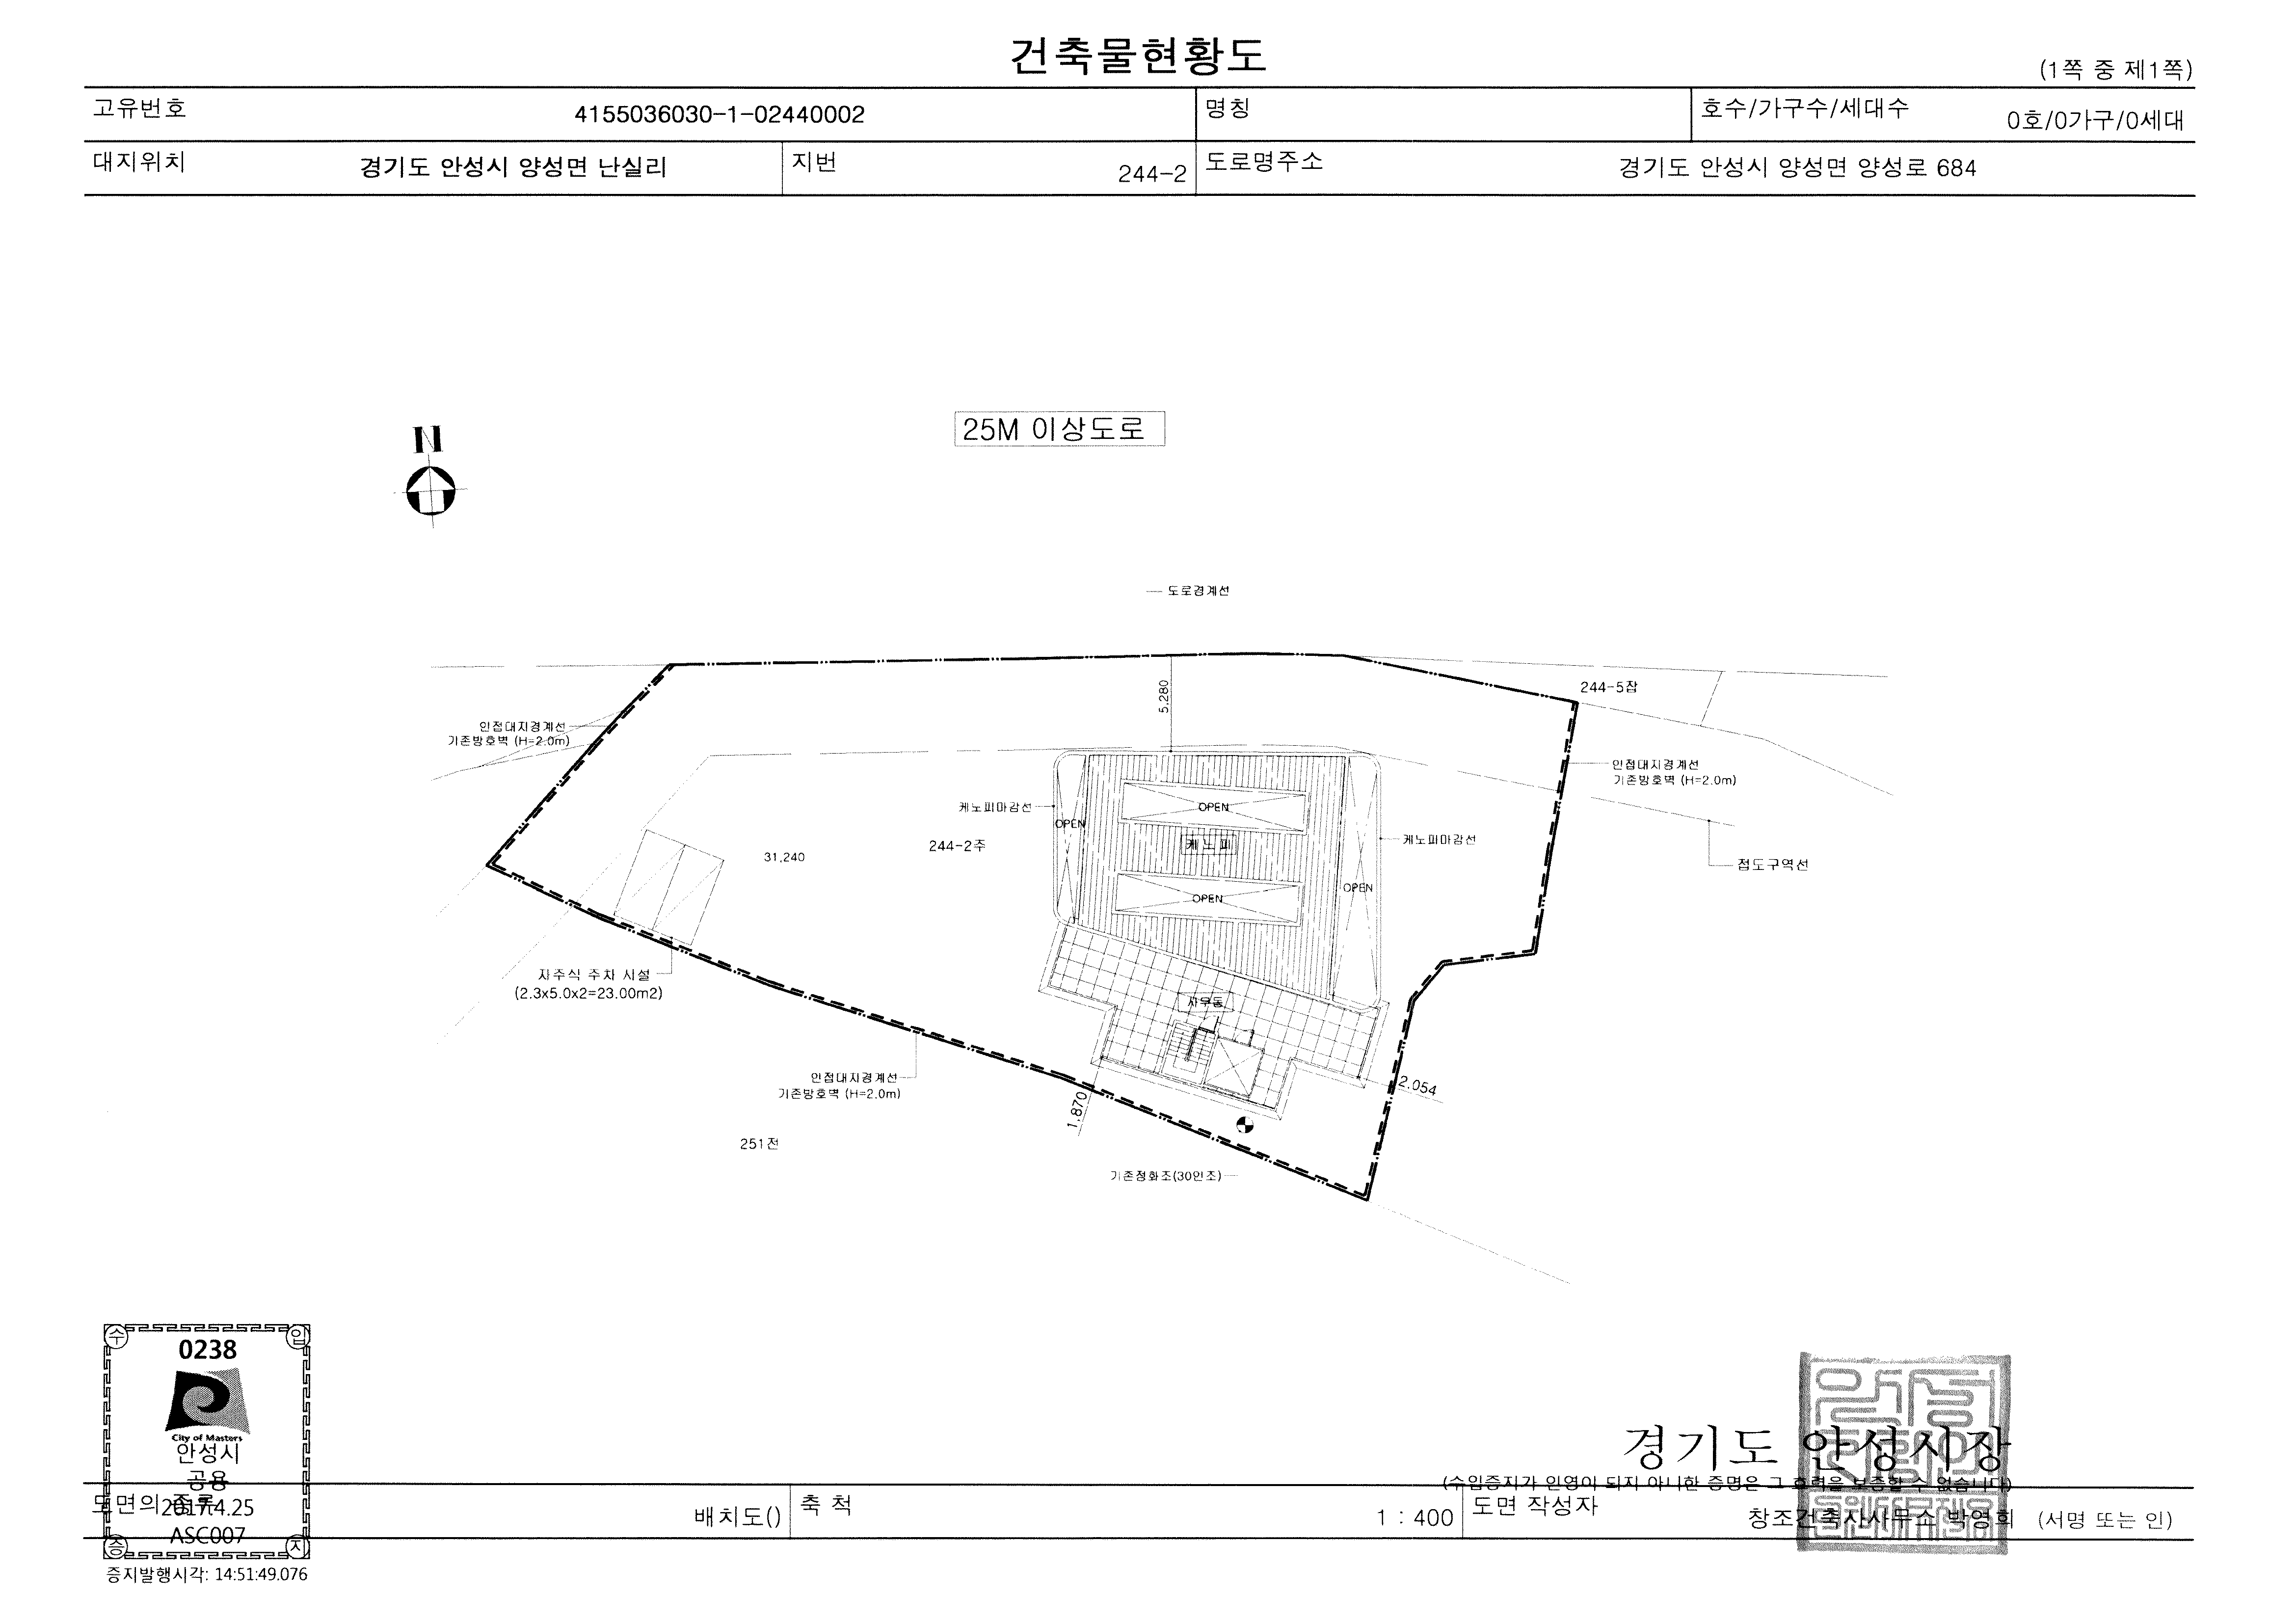 건축물현황도
(1쪽 중 제1쪽)
고유번호 4155036030-1-02440002 명칭 호수/가구수/세대수 0호/0가구/0세대
대지위치 경기도 안성시 양성면 난실리 지번 244-2 도로명주소 경기도 안성시 양성면 양성로 684
25M 이상도로
N
도로경계선
244-5잡
5.280
인접대지경계선
기존방호벽 (H=2.0m)
인접대지경계선
기존방호벽 (H=2.0m)
케노피마감선
OPEN
OPEN
케노피
케노피마감선
244-2주
31.240
접도구역선
OPEN
OPEN
자주식 주차 시설
(2.3x5.0x2=23.00m2)
사무동
인접대지경계선
기존방호벽 (H=2.0m)
2.054
1.870
251전
기존정화조(30인조)
수입
0238
City of Masters
안성시
공용
2017.4.25
ASC007
증지
증지발행시각: 14:51:49.076
경기도 안성시장
(수입증지가 인영이 되지 아니한 증명은 그 효력을 보증할 수 없습니다)
도면의 종류 배치도() 축 척 1 : 400 도면 작성자 창조건축사사무소 박영희 (서명 또는 인)